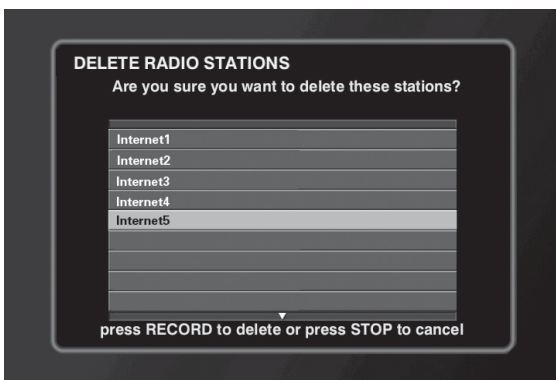 DELETE RADIO STATIONS
Are you sure you want to delete these stations?
Internet1
Internet2
Internet3
Internet4
Internet5
press RECORD to delete or press STOP to cancel